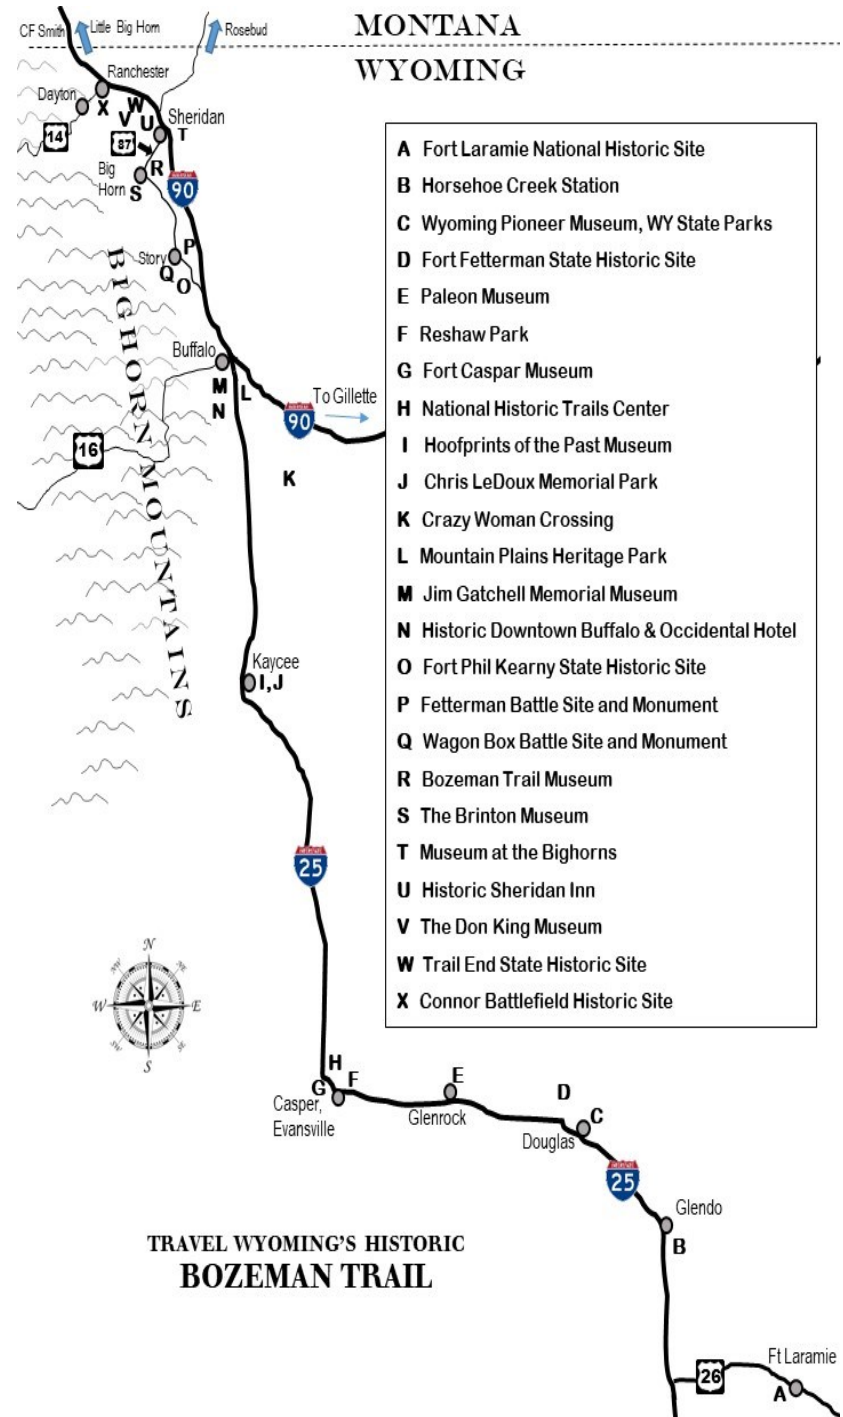 MONTANA
WYOMING
CF Smith
Little Big Horn
Rosebud
Ranchester
Dayton
X
W
V
U
Sheridan
T
14
87
Big
Horn
R
S
90
Story
P
Q
O
BIGHORN MOUNTAINS
Buffalo
M
L
N
To Gillette
90
16
K
Kaycee
I,J
25
A Fort Laramie National Historic Site
B Horsehoe Creek Station
C Wyoming Pioneer Museum, WY State Parks
D Fort Fetterman State Historic Site
E Paleon Museum
F Reshaw Park
G Fort Caspar Museum
H National Historic Trails Center
I Hoofprints of the Past Museum
J Chris LeDoux Memorial Park
K Crazy Woman Crossing
L Mountain Plains Heritage Park
M Jim Gatchell Memorial Museum
N Historic Downtown Buffalo & Occidental Hotel
O Fort Phil Kearny State Historic Site
P Fetterman Battle Site and Monument
Q Wagon Box Battle Site and Monument
R Bozeman Trail Museum
S The Brinton Museum
T Museum at the Bighorns
U Historic Sheridan Inn
V The Don King Museum
W Trail End State Historic Site
X Connor Battlefield Historic Site
N
NW
NE
W
E
SW
SE
S
H
G
F
Casper,
Evansville
E
Glenrock
D
C
Douglas
25
Glendo
B
TRAVEL WYOMING'S HISTORIC
BOZEMAN TRAIL
Ft Laramie
26
A